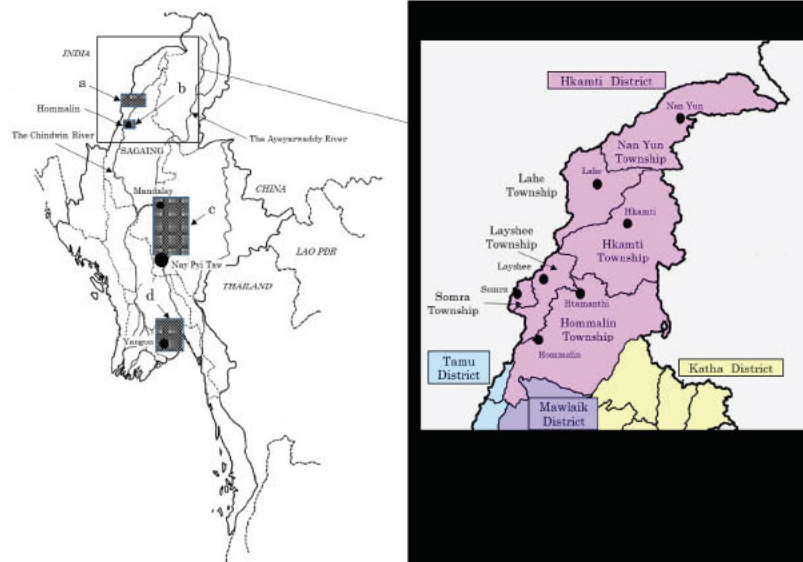 INDIA
a
b
Hommalin
The Chindwin River
The Ayeyarwaddy River
SAGAING
CHINA
Mandalay
c
LAO PDR
Nay Pyi Taw
THAILAND
d
Yangon
Hkamti District
Nan Yun
Nan Yun
Township
Lahe
Lahe
Township
Hkamti
Layshee
Township
Hkamti
Township
Layshee
Somra
Htamanthi
Somra
Township
Hommalin
Township
Hommalin
Tamu
District
Katha District
Mawlaik
District